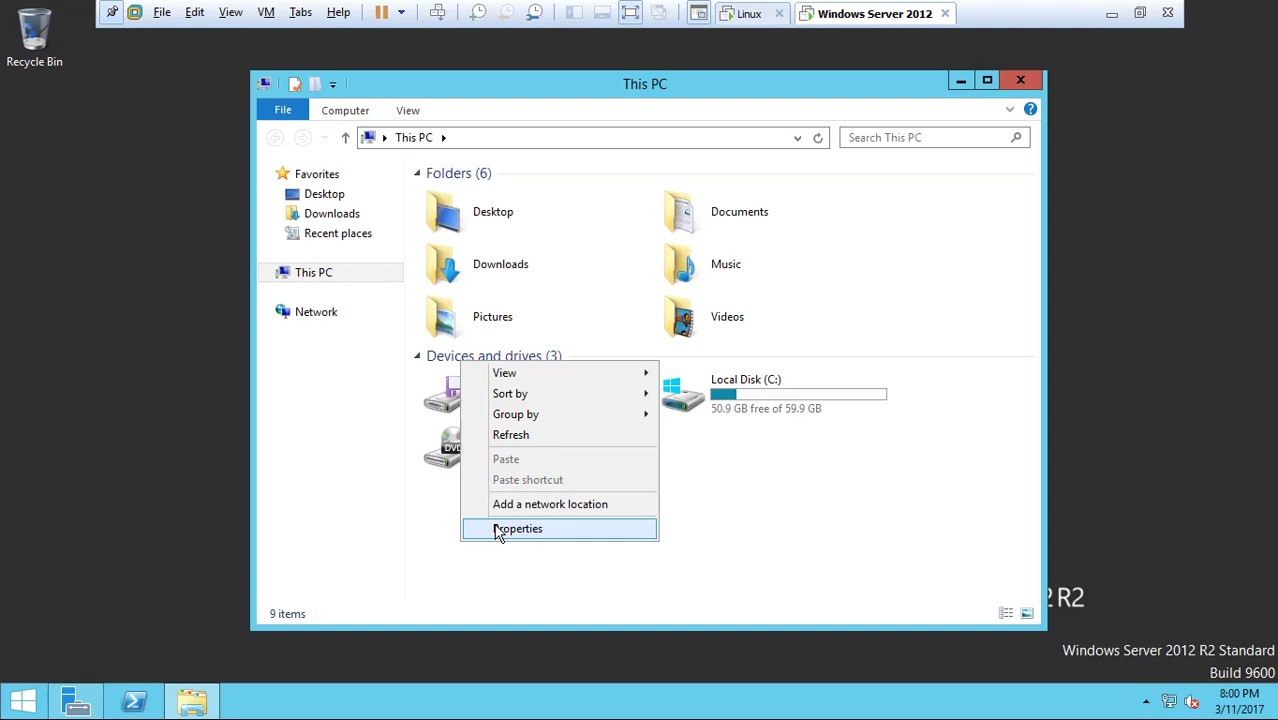 File Edit View VM Tabs Help Linux Windows Server 2012
Recycle Bin
This PC
File Computer View
This PC Search This PC
Favorites
Desktop
Downloads
Recent places
This PC
Network
Folders (6)
Desktop Documents
Downloads Music
Pictures Videos
Devices and drives (3)
Local Disk (C:)
50.9 GB free of 59.9 GB
DVD
View
Sort by
Group by
Refresh
Paste
Paste shortcut
Add a network location
Properties
9 items
2 R2
Windows Server 2012 R2 Standard
Build 9600
8:00 PM
3/11/2017